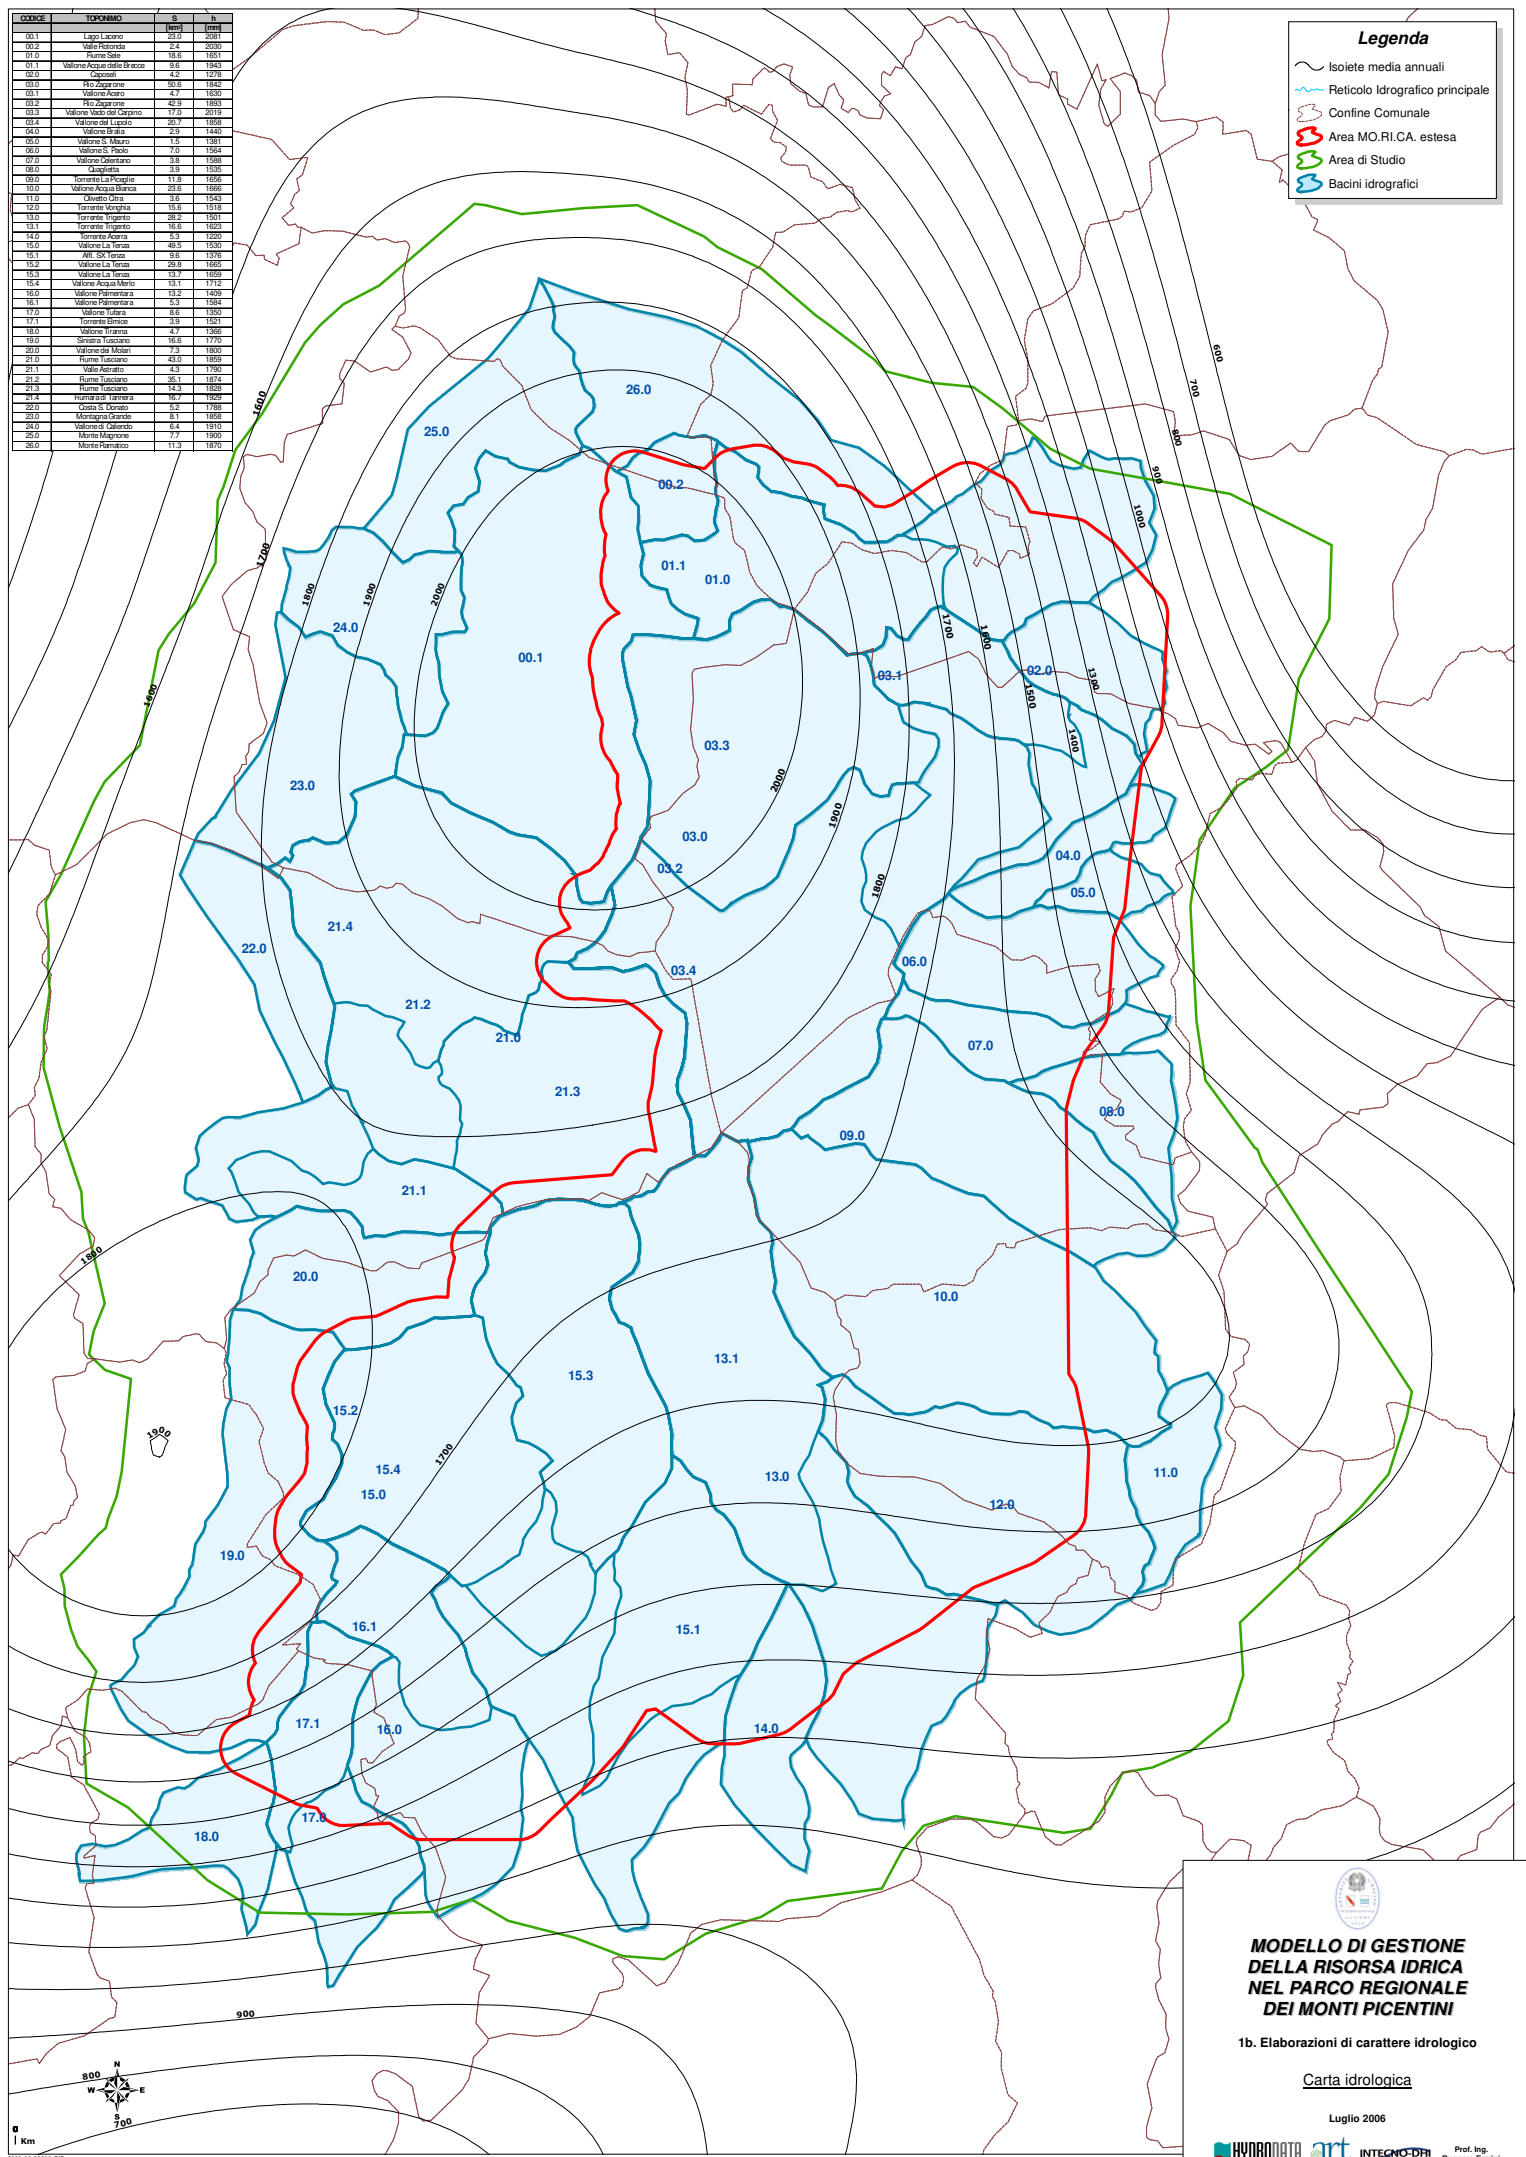 CODICE TOPONIMO S h
[km²] [mm]
00.1 Lago Laceno 23.0 2081
00.2 Valle Rotonda 2.4 2030
01.0 Fiume Sele 18.6 1651
01.1 Vallone Acque delle Brecce 9.6 1943
02.0 Caposeli 4.2 1278
03.0 Rio Zagarone 50.6 1842
03.1 Vallone Acero 4.7 1630
03.2 Rio Zagarone 42.9 1893
03.3 Vallone Vado del Carpino 17.0 2019
03.4 Vallone del Lupolo 20.7 1858
04.0 Vallone Bralia 2.9 1440
05.0 Vallone S. Mauro 1.5 1381
06.0 Vallone S. Paolo 7.0 1564
07.0 Vallone Celentano 3.8 1588
08.0 Quaglietta 3.9 1535
09.0 Torrente La Piceglie 11.8 1656
10.0 Vallone Acqua Bianca 23.6 1666
11.0 Olivetto Citra 3.6 1543
12.0 Torrente Vonghia 15.6 1518
13.0 Torrente Trigento 28.2 1501
13.1 Torrente Trigento 16.6 1623
14.0 Torrente Acerra 5.3 1220
15.0 Vallone La Tenza 49.5 1530
15.1 Affl. SX Tenza 9.6 1376
15.2 Vallone La Tenza 29.8 1665
15.3 Vallone La Tenza 13.7 1659
15.4 Vallone Acqua Merlo 13.1 1712
16.0 Vallone Palmentara 13.2 1409
16.1 Vallone Palmentara 5.3 1584
17.0 Vallone Tufara 8.6 1350
17.1 Torrente Elmice 3.9 1521
18.0 Vallone Tiranna 4.7 1366
19.0 Sinistra Tusciano 16.6 1770
20.0 Vallone dei Molari 7.3 1800
21.0 Fiume Tusciano 43.0 1859
21.1 Valle Astratto 4.3 1790
21.2 Fiume Tusciano 35.1 1874
21.3 Fiume Tusciano 14.3 1828
21.4 Fiumara di Tannera 16.7 1929
22.0 Costa S. Donato 5.2 1788
23.0 Montagna Grande 8.1 1858
24.0 Vallone di Caliendo 6.4 1910
25.0 Monte Magnone 7.7 1900
26.0 Monte Ramatico 11.3 1870
Legenda
Isoiete media annuali
Reticolo Idrografico principale
Confine Comunale
Area MO.RI.CA. estesa
Area di Studio
Bacini idrografici
600
700
800
900
1000
1600
1700
1800
1900
2000
26.0
25.0
00.2
01.1
01.0
24.0
00.1
1700
1600
1500
1400
1300
02.0
03.1
1600
03.3
23.0
2000
1900
1800
03.0
03.2
04.0
05.0
21.4
22.0
03.4
06.0
21.2
21.0
07.0
21.3
08.0
09.0
21.1
1800
20.0
10.0
13.1
15.3
15.2
1900
1700
15.4
15.0
13.0
11.0
12.0
19.0
16.1
15.1
17.1
16.0
14.0
17.0
18.0
900
800
700
N
W E
S
0
Km
MODELLO DI GESTIONE
DELLA RISORSA IDRICA
NEL PARCO REGIONALE
DEI MONTI PICENTINI
1b. Elaborazioni di carattere idrologico
Carta idrologica
Luglio 2006
HYDRODATA art INTECNO-DHI Prof. Ing.